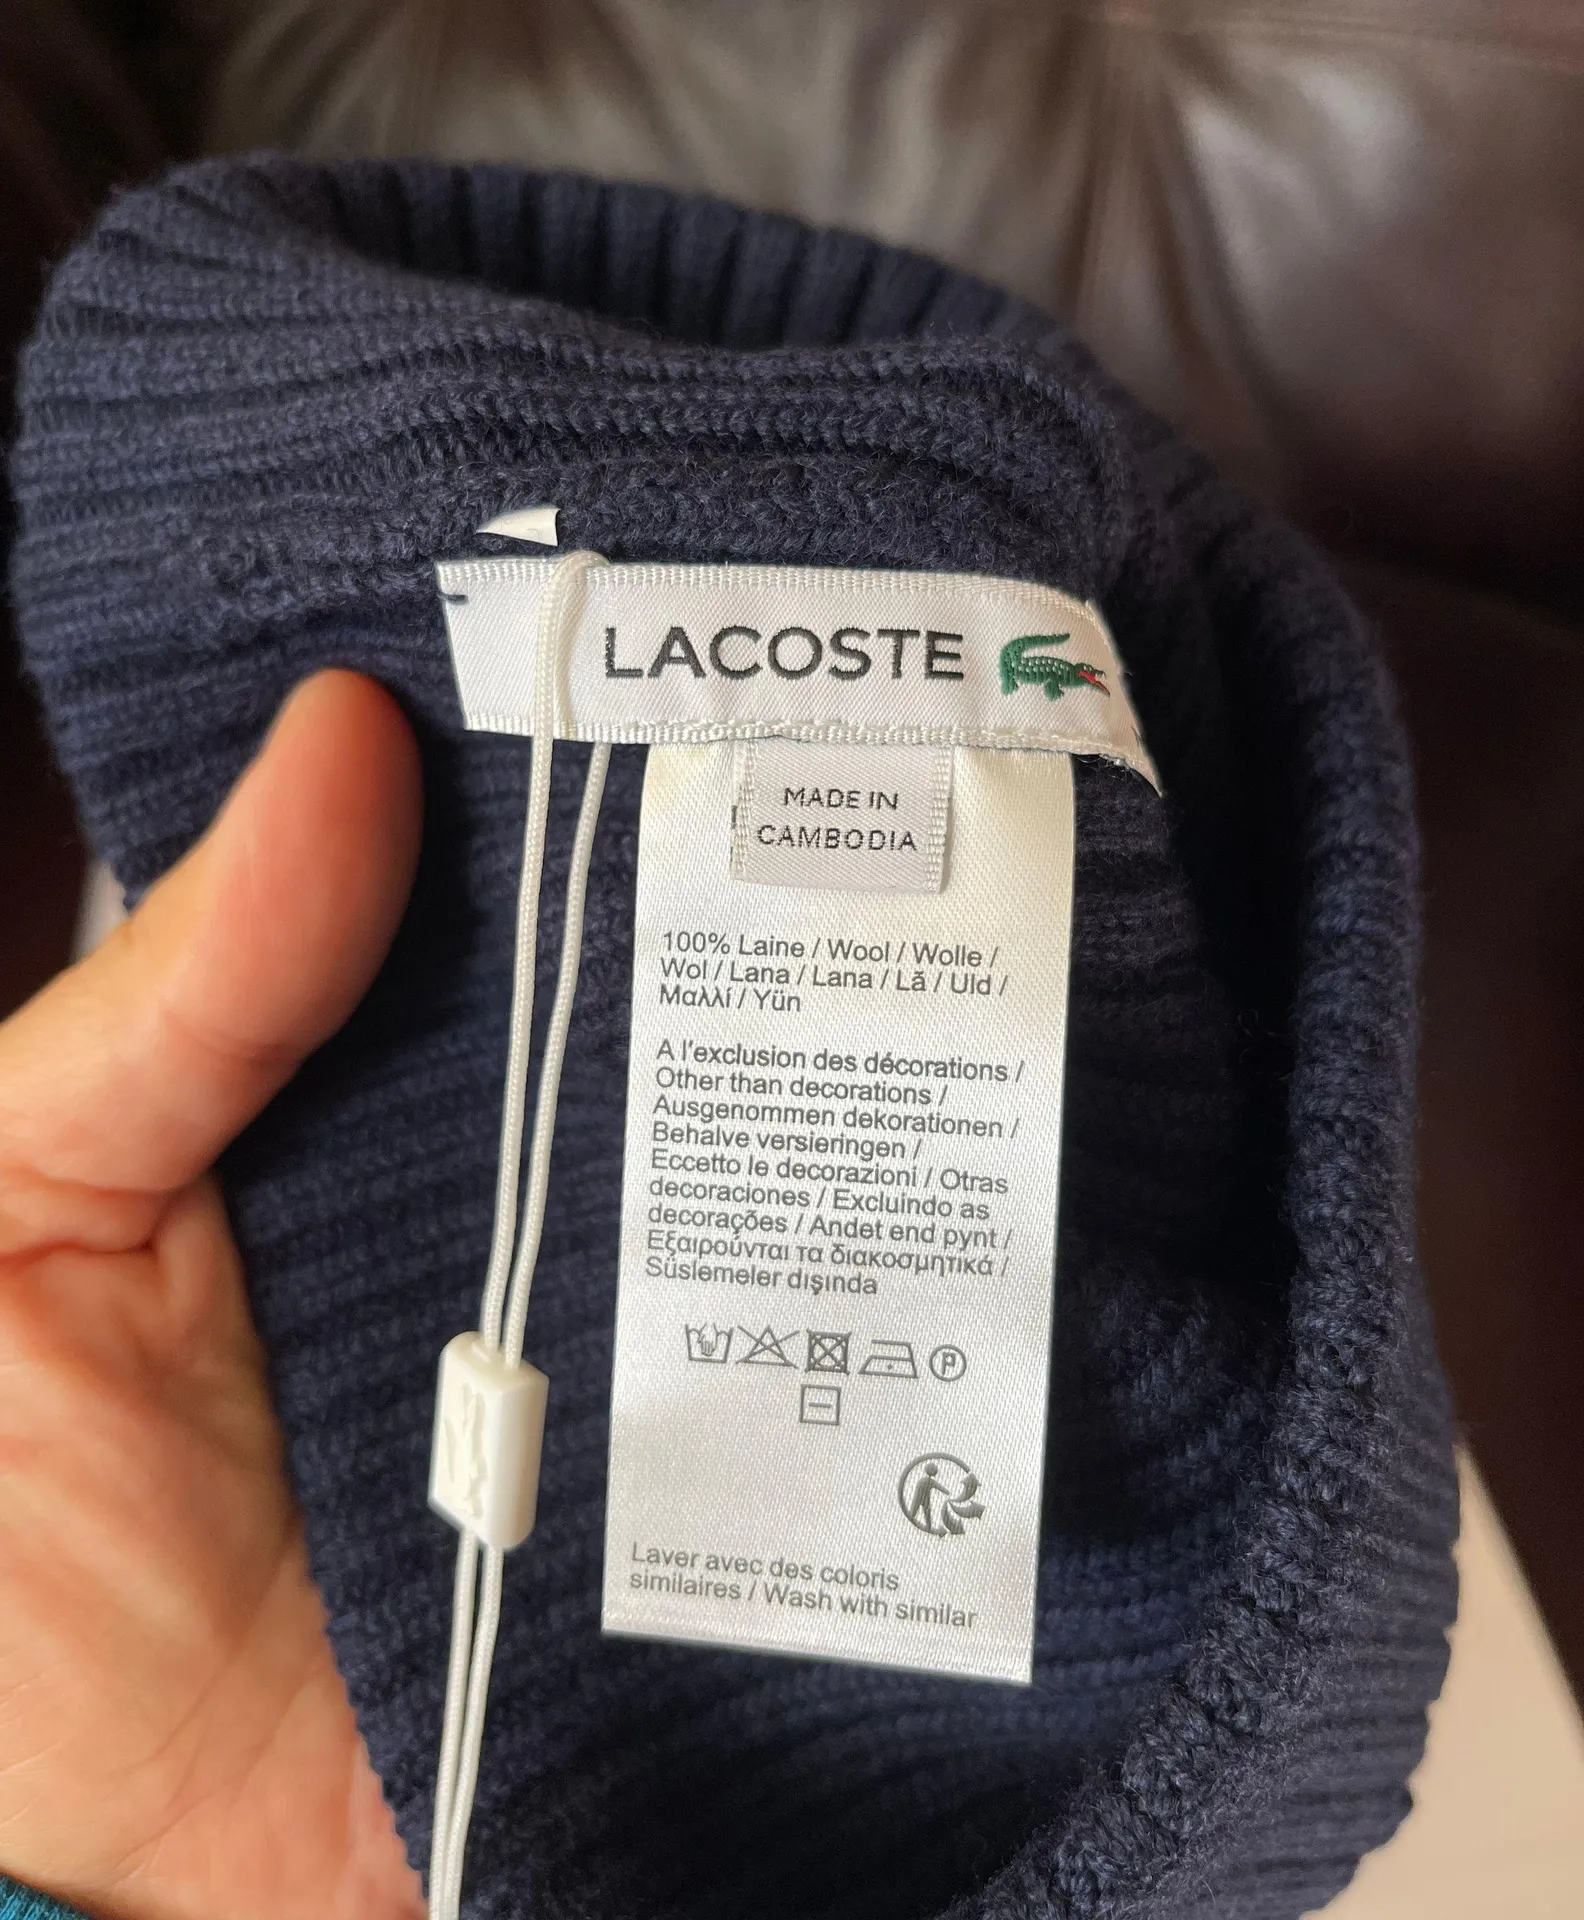 LACOSTE
MADE IN
CAMBODIA
100% Laine / Wool / Wolle /
Wol / Lana / Lana / Lã / Uld /
Μαλλί / Yün
A l'exclusion des décorations /
Other than decorations /
Ausgenommen dekorationen /
Behalve versieringen /
Eccetto le decorazioni / Otras
decoraciones / Excluindo as
decorações / Andet end pynt /
Εξαιρούνται τα διακοσμητικά /
Süslemeler dışında
P
Laver avec des coloris
similaires / Wash with similar